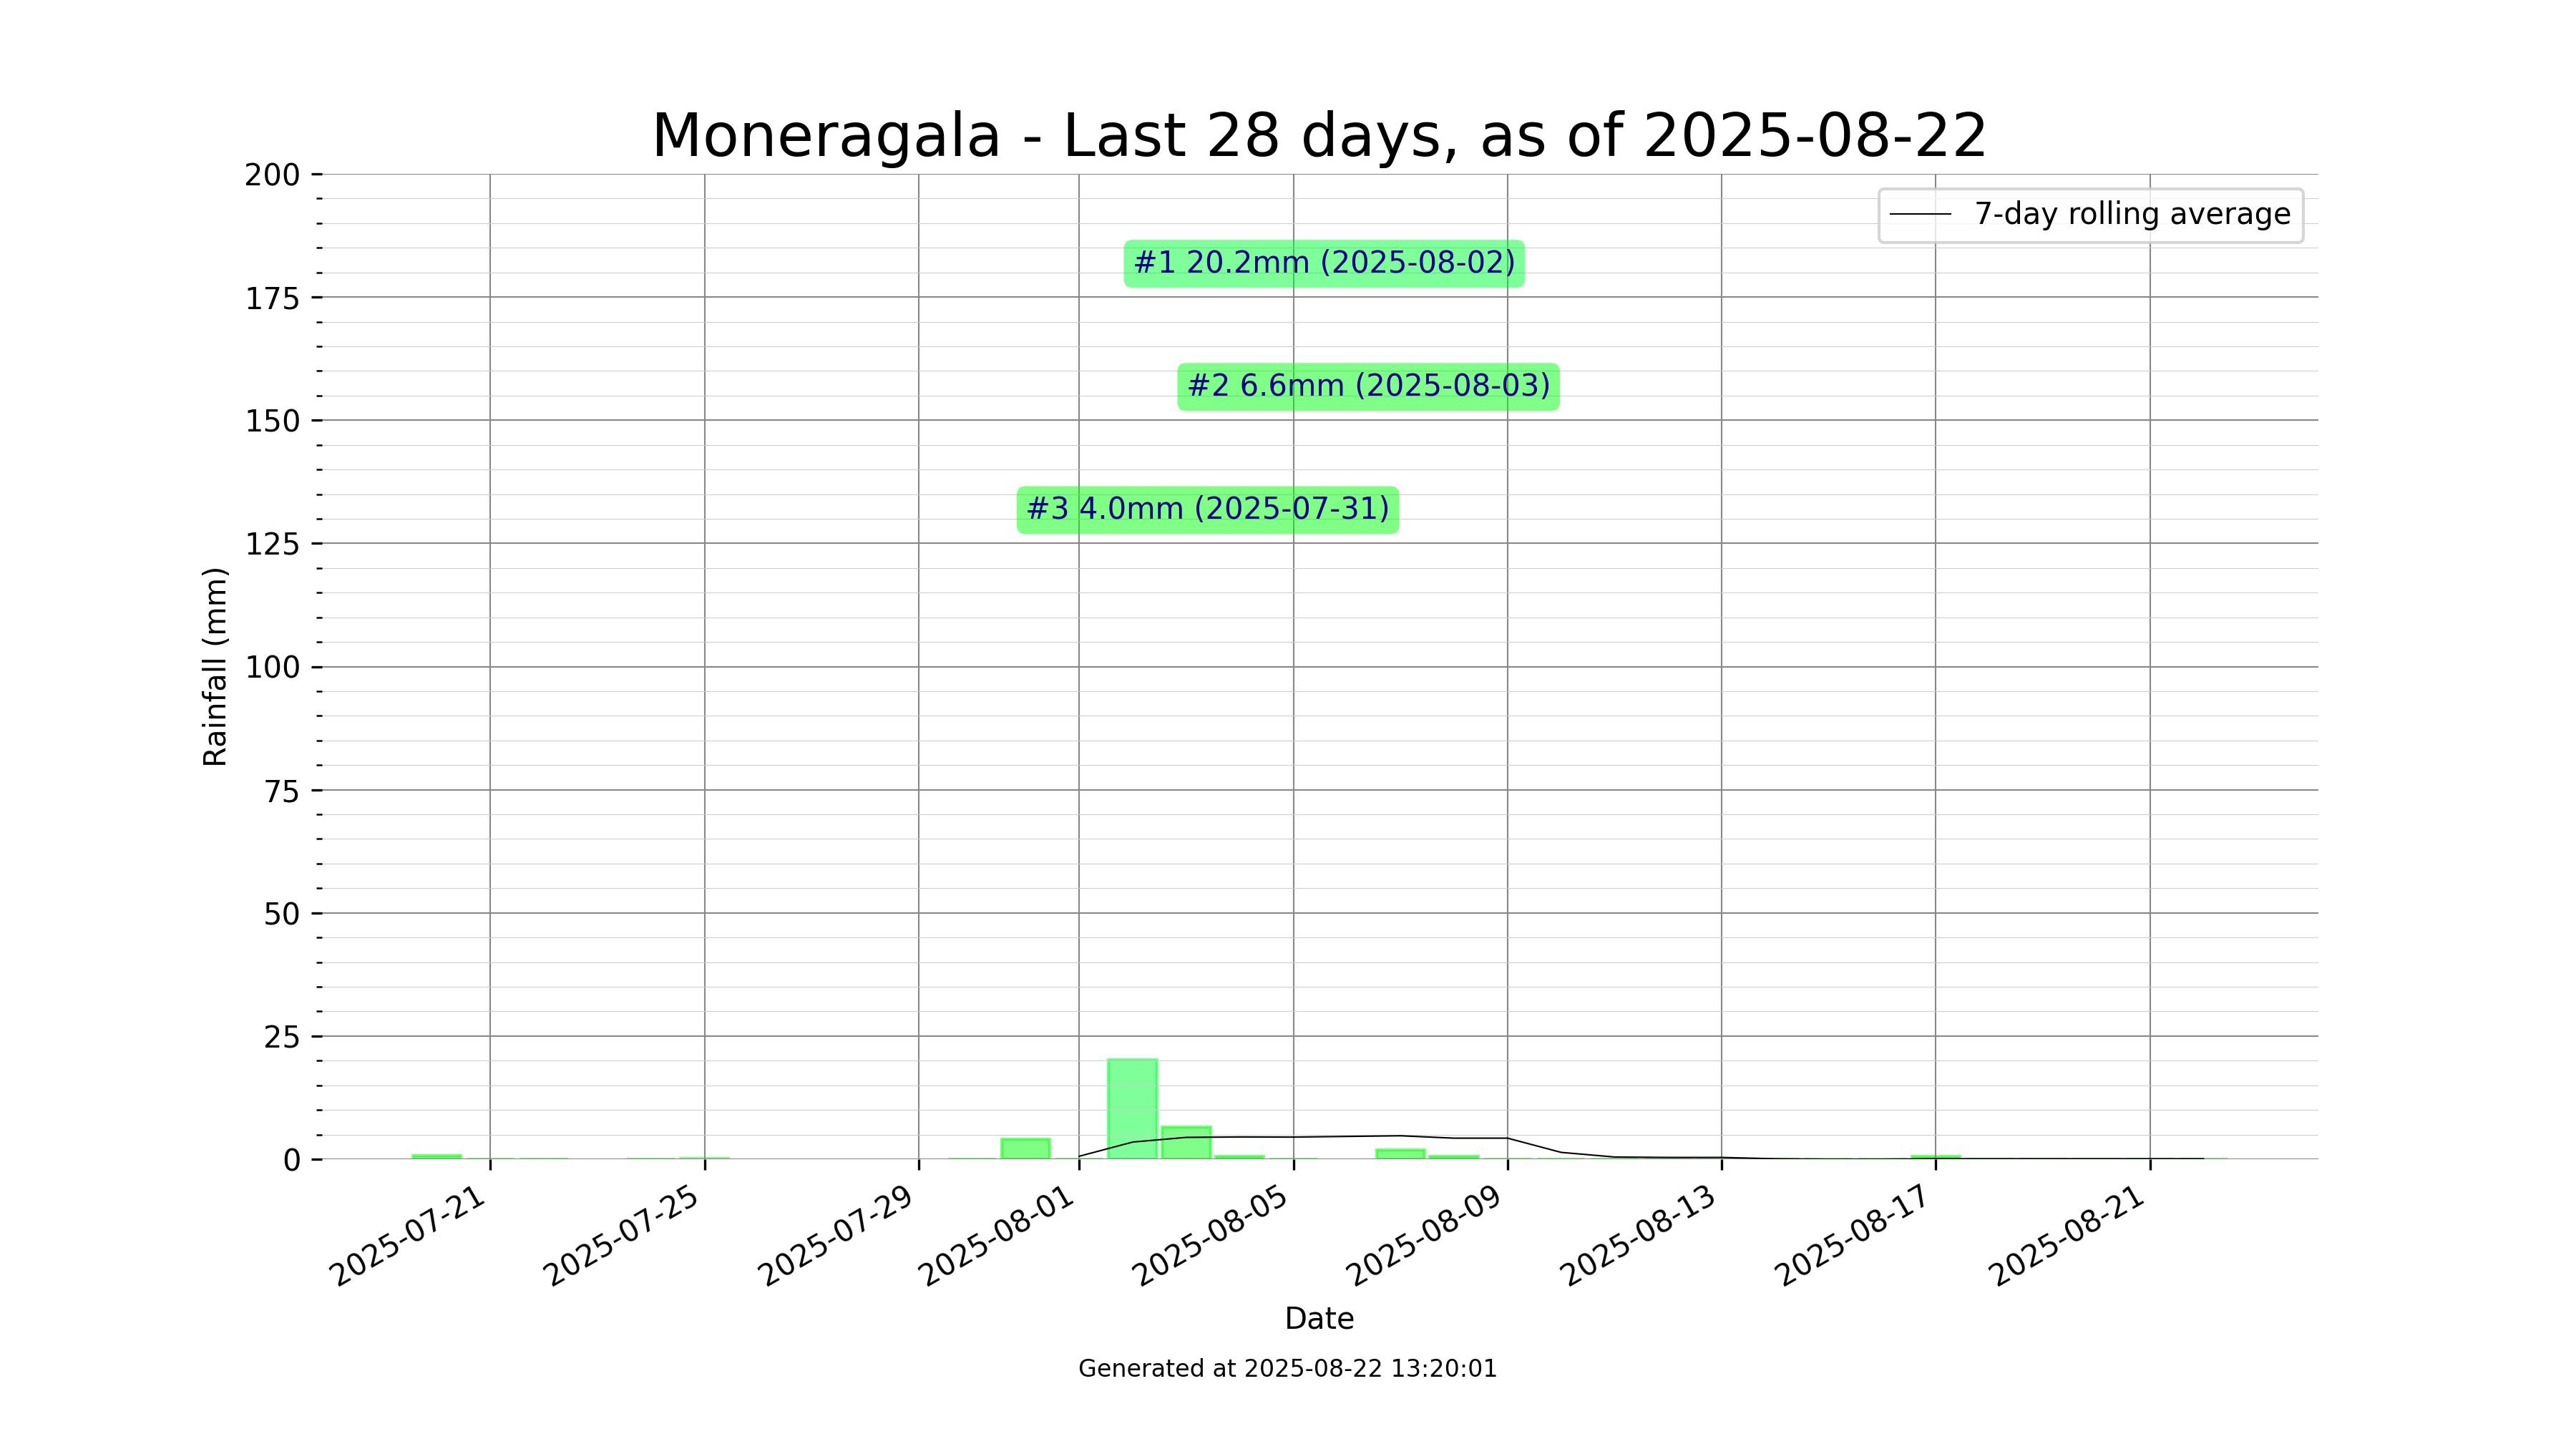 Moneragala - Last 28 days, as of 2025-08-22
200
175
150
125
100
75
50
25
0
Rainfall (mm)
7-day rolling average
#1 20.2mm (2025-08-02)
#2 6.6mm (2025-08-03)
#3 4.0mm (2025-07-31)
2025-07-21
2025-07-25
2025-07-29
2025-08-01
2025-08-05
2025-08-09
2025-08-13
2025-08-17
2025-08-21
Date
Generated at 2025-08-22 13:20:01